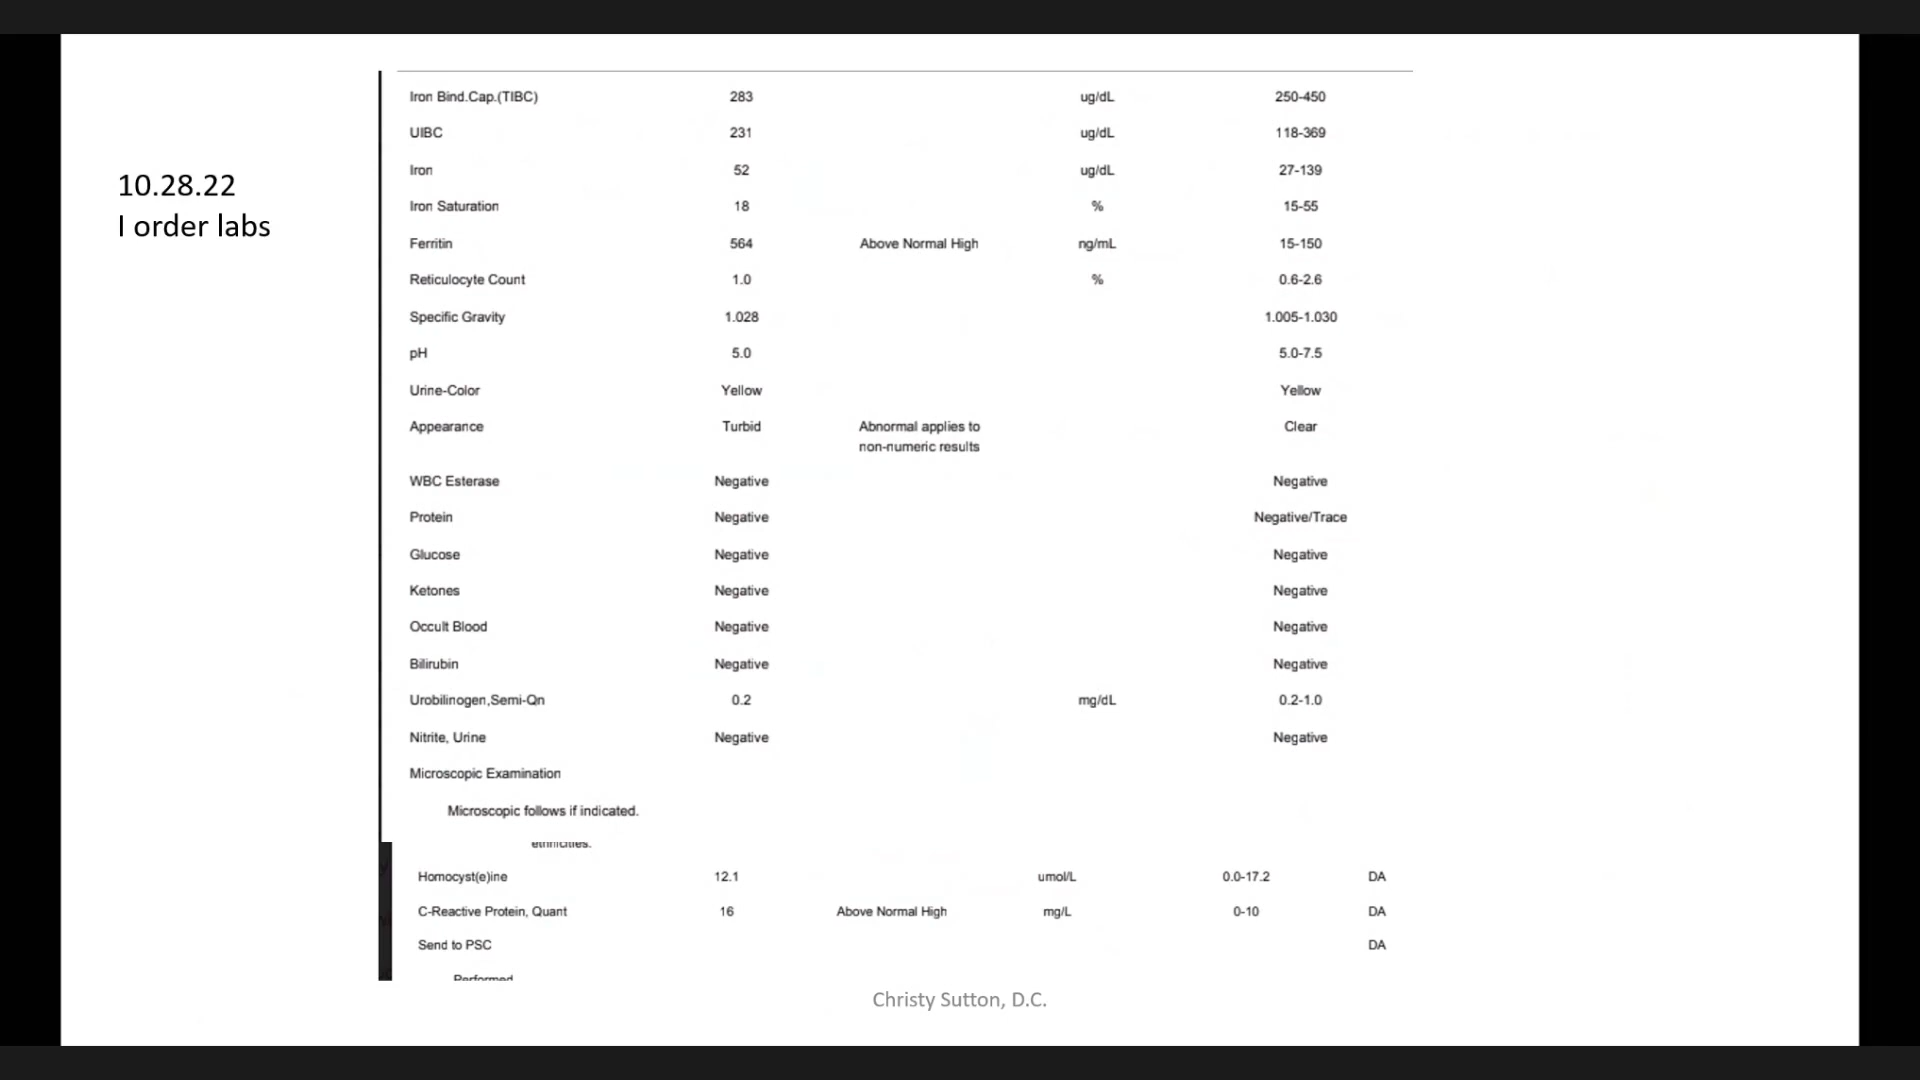 10.28.22
I order labs
Iron Bind.Cap.(TIBC) 283 ug/dL 250-450
UIBC 231 ug/dL 118-369
Iron 52 ug/dL 27-139
Iron Saturation 18 % 15-55
Ferritin 564 Above Normal High ng/mL 15-150
Reticulocyte Count 1.0 % 0.6-2.6
Specific Gravity 1.028 1.005-1.030
pH 5.0 5.0-7.5
Urine-Color Yellow Yellow
Appearance Turbid Abnormal applies to Clear
non-numeric results
WBC Esterase Negative Negative
Protein Negative Negative/Trace
Glucose Negative Negative
Ketones Negative Negative
Occult Blood Negative Negative
Bilirubin Negative Negative
Urobilinogen,Semi-Qn 0.2 mg/dL 0.2-1.0
Nitrite, Urine Negative Negative
Microscopic Examination
Microscopic follows if indicated.
ethnicities.
Homocyst(e)ine 12.1 umol/L 0.0-17.2 DA
C-Reactive Protein, Quant 16 Above Normal High mg/L 0-10 DA
Send to PSC DA
Performed
Christy Sutton, D.C.